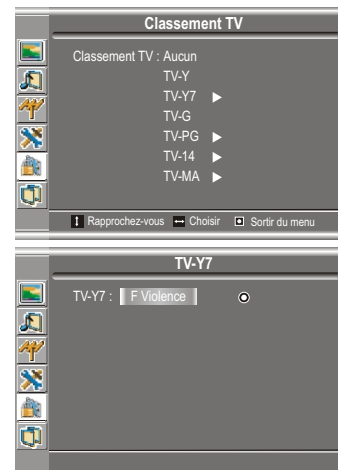 Classement TV
Classement TV : Aucun
TV-Y
TV-Y7
TV-G
TV-PG
TV-14
TV-MA
Rapprochez-vous Choisir Sortir du menu
TV-Y7
TV-Y7 : F Violence